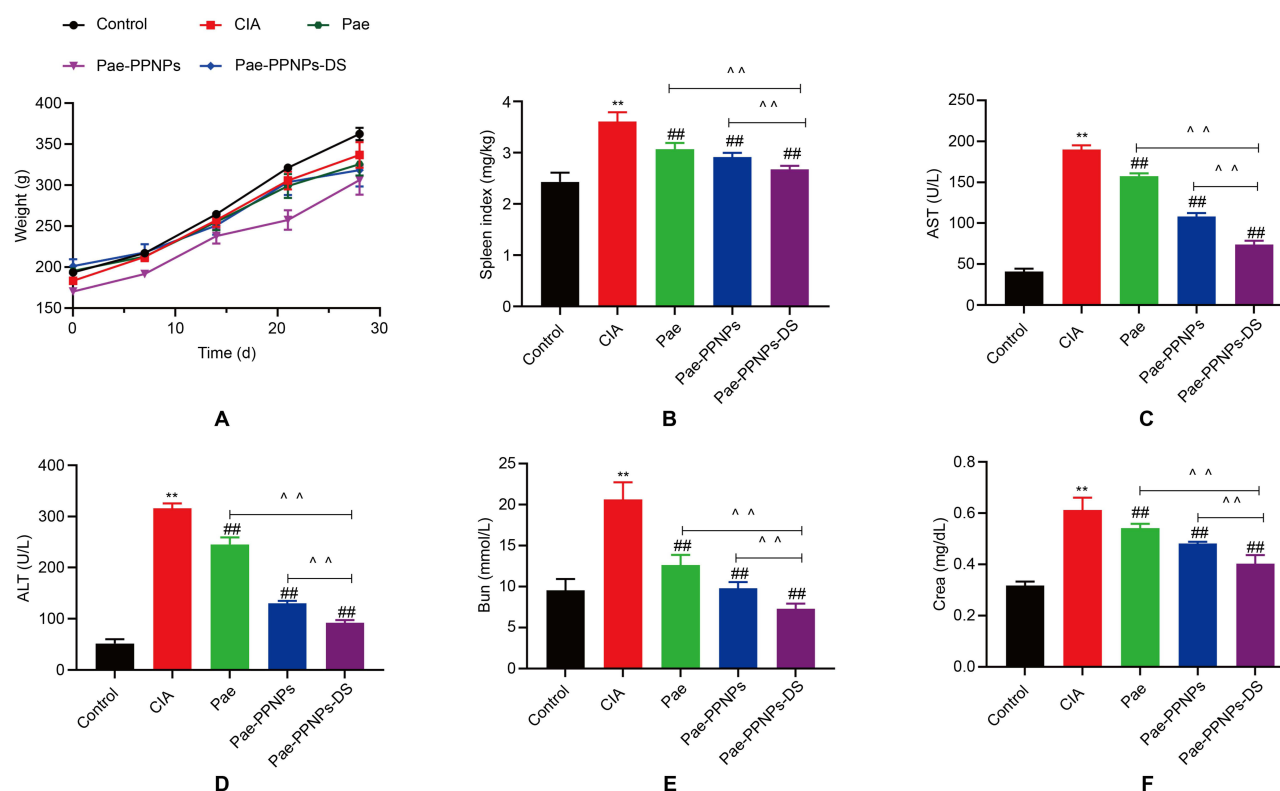 Control CIA Pae
Pae-PPNPs Pae-PPNPs-DS
Weight (g)
400
350
300
250
200
150
0 10 20 30
Time (d)
A
Spleen index (mg/kg)
4
3
2
1
0
** ## ## ## ^ ^ ^ ^
Control CIA Pae Pae-PPNPs Pae-PPNPs-DS
B
AST (U/L)
250
200
150
100
50
0
** ## ## ## ^ ^ ^ ^
Control CIA Pae Pae-PPNPs Pae-PPNPs-DS
C
ALT (U/L)
400
300
200
100
0
** ## ## ## ^ ^ ^ ^
Control CIA Pae Pae-PPNPs Pae-PPNPs-DS
D
Bun (mmol/L)
25
20
15
10
5
0
** ## ## ## ^ ^ ^ ^
Control CIA Pae Pae-PPNPs Pae-PPNPs-DS
E
Crea (mg/dL)
0.8
0.6
0.4
0.2
0.0
** ## ## ## ^ ^ ^ ^
Control CIA Pae Pae-PPNPs Pae-PPNPs-DS
F